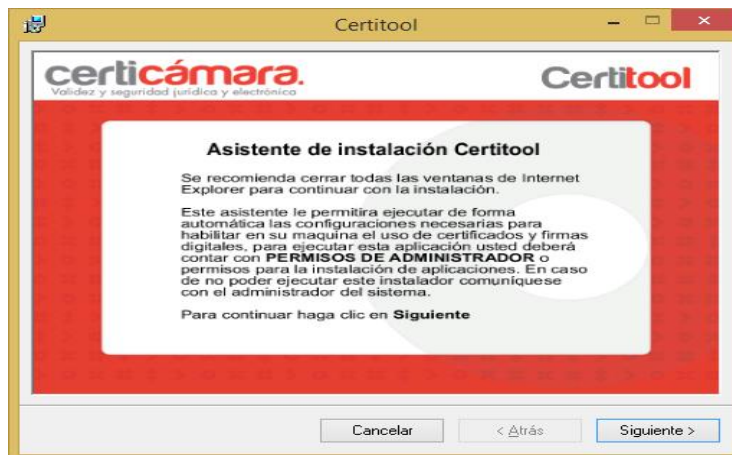 Certitool
certicámara.
Validez y seguridad jurídica y electrónica
Certitool
Asistente de instalación Certitool
Se recomienda cerrar todas las ventanas de Internet
Explorer para continuar con la instalación.
Este asistente le permitira ejecutar de forma
automática las configuraciones necesarias para
habilitar en su maquina el uso de certificados y firmas
digitales, para ejecutar esta aplicación usted deberá
contar con PERMISOS DE ADMINISTRADOR o
permisos para la instalación de aplicaciones. En caso
de no poder ejecutar este instalador comuníquese
con el administrador del sistema.
Para continuar haga clic en Siguiente
Cancelar
< Atrás
Siguiente >